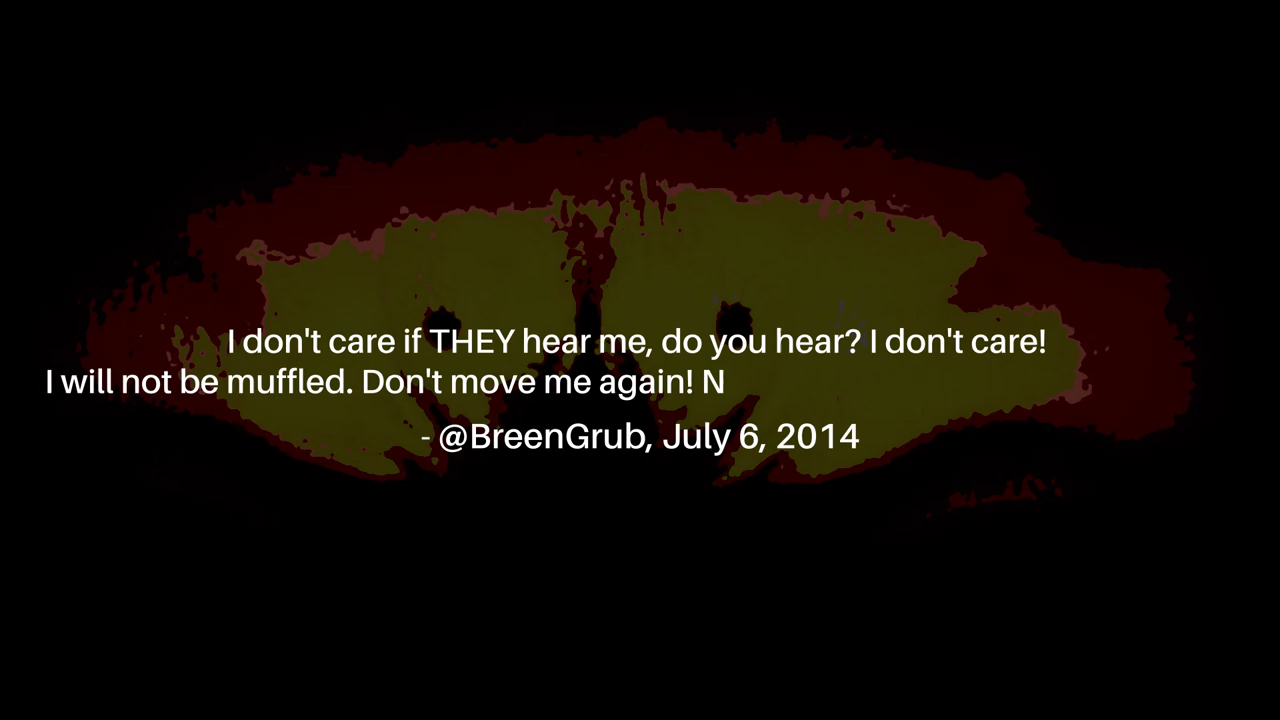 I don't care if THEY hear me, do you hear? I don't care!
I will not be muffled. Don't move me again! N
- @BreenGrub, July 6, 2014